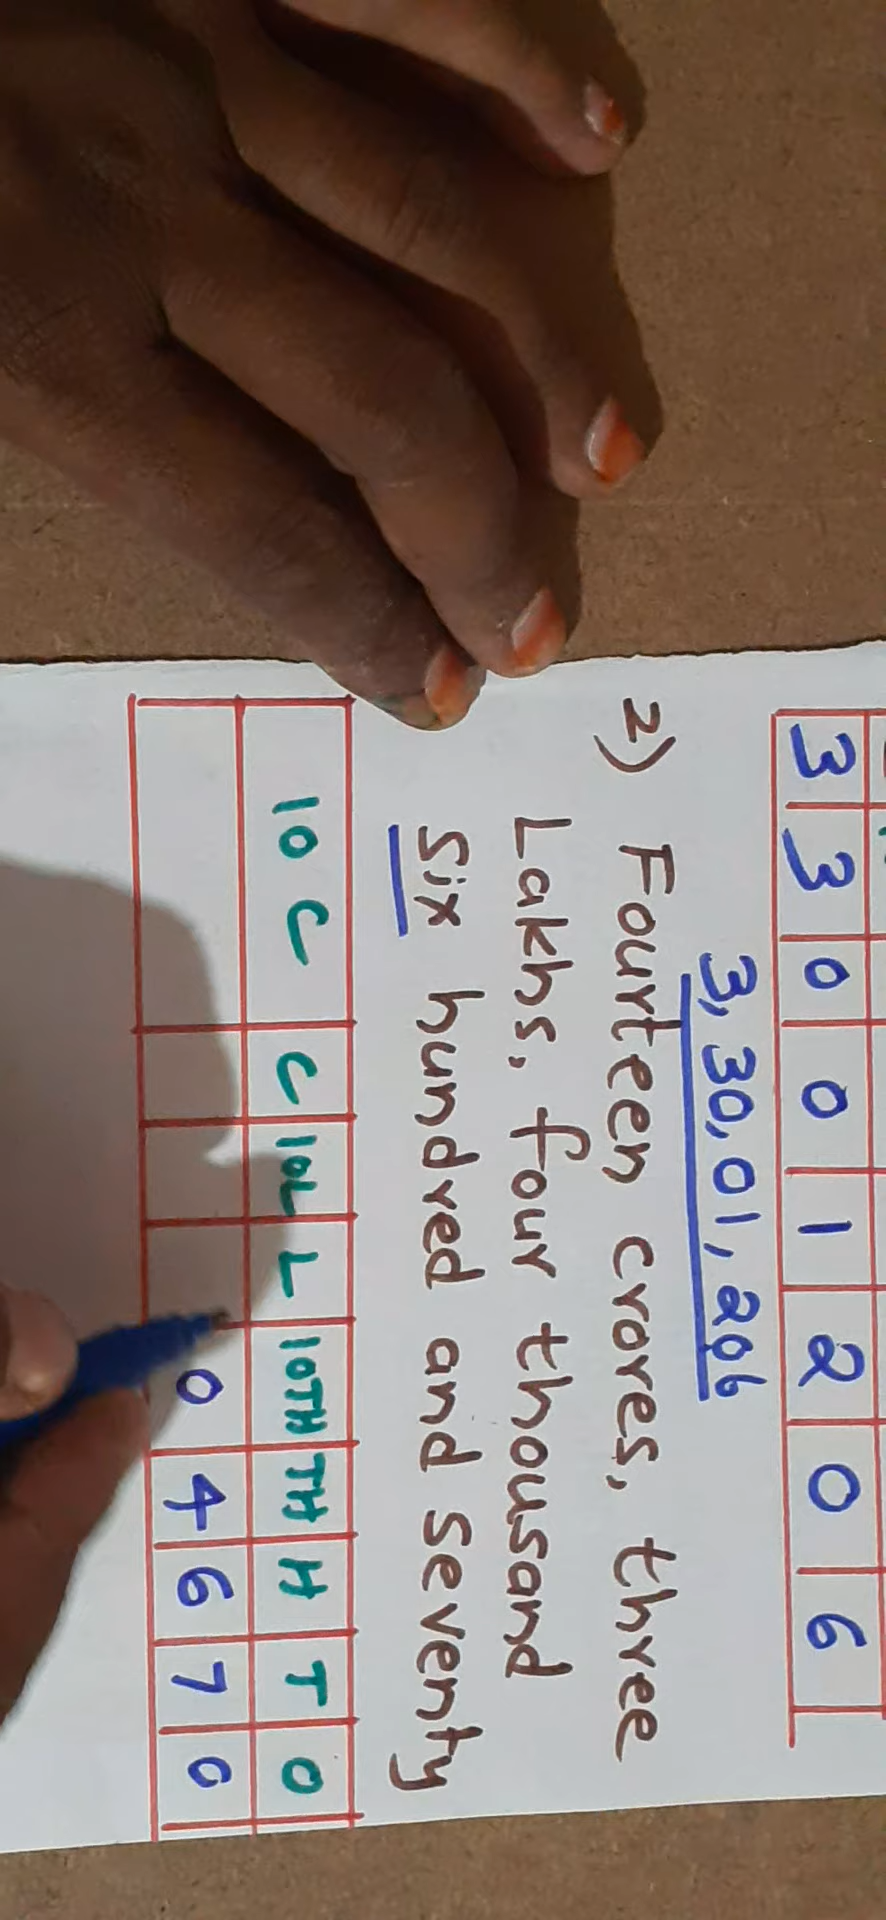 3 3 0 0 1 2 0 6
3,30,01,206
2) Fourteen crores, three
Lakhs, four thousand
Six hundred and seventy
10 C C 10L L 10TH TH H T O
0 4 6 7 0